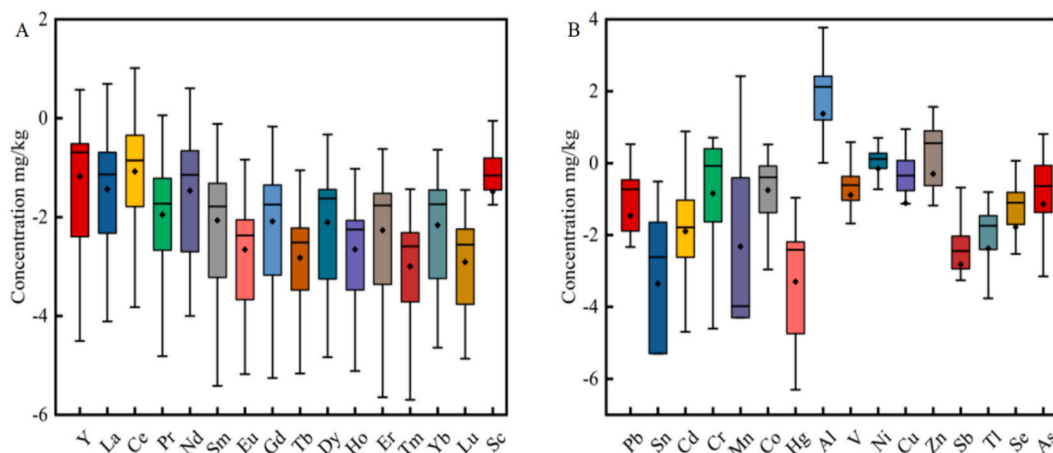 A
Concentration mg/kg
2
0
-2
-4
-6
Y La Ce Pr Nd Sm Eu Gd Tb Dy Ho Er Tm Yb Lu Sc
B
Concentration mg/kg
4
2
0
-2
-4
-6
Pb Sn Cd Cr Mn Co Hg Al V Ni Cu Zn Sb Tl Se As